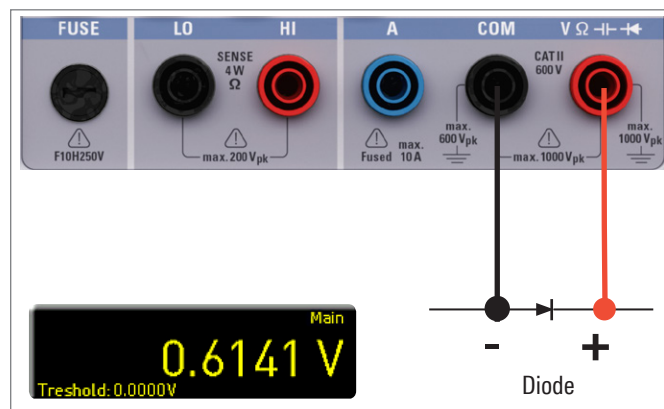 FUSE LO HI A COM V Ω
SENSE
4 W
Ω
CAT II
600 V
F10H250V
max. 200 Vpk
Fused
max.
10 A
max.
600 Vpk
max. 1000 Vpk
max.
1000 Vpk
Main
0.6141 V
Treshold: 0.0000V
- +
Diode